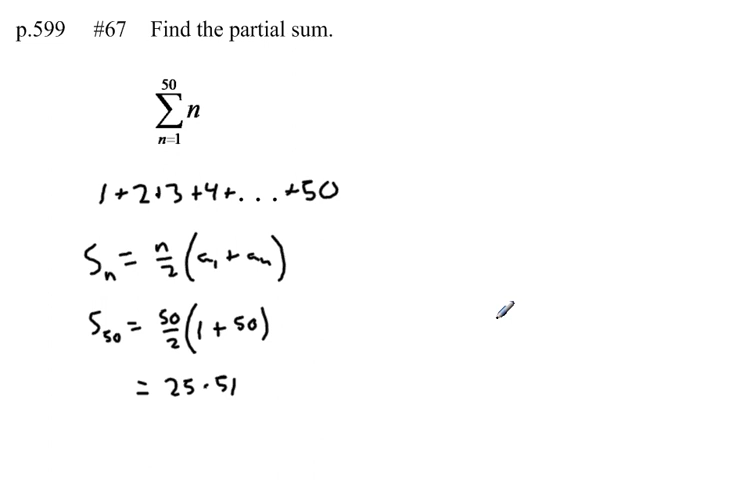 p.599 #67 Find the partial sum.
50
∑ n
n=1
1+2+3+4+...+50
Sₙ = n/2 (a₁ + aₙ)
S₅₀ = 50/2 (1 + 50)
= 25 · 51